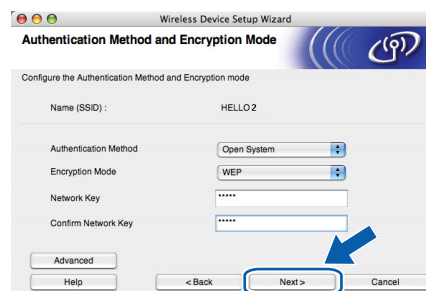 Wireless Device Setup Wizard
Authentication Method and Encryption Mode
Configure the Authentication Method and Encryption mode
Name (SSID) : HELLO 2
Authentication Method Open System
Encryption Mode WEP
Network Key *****
Confirm Network Key *****
Advanced
Help < Back Next > Cancel